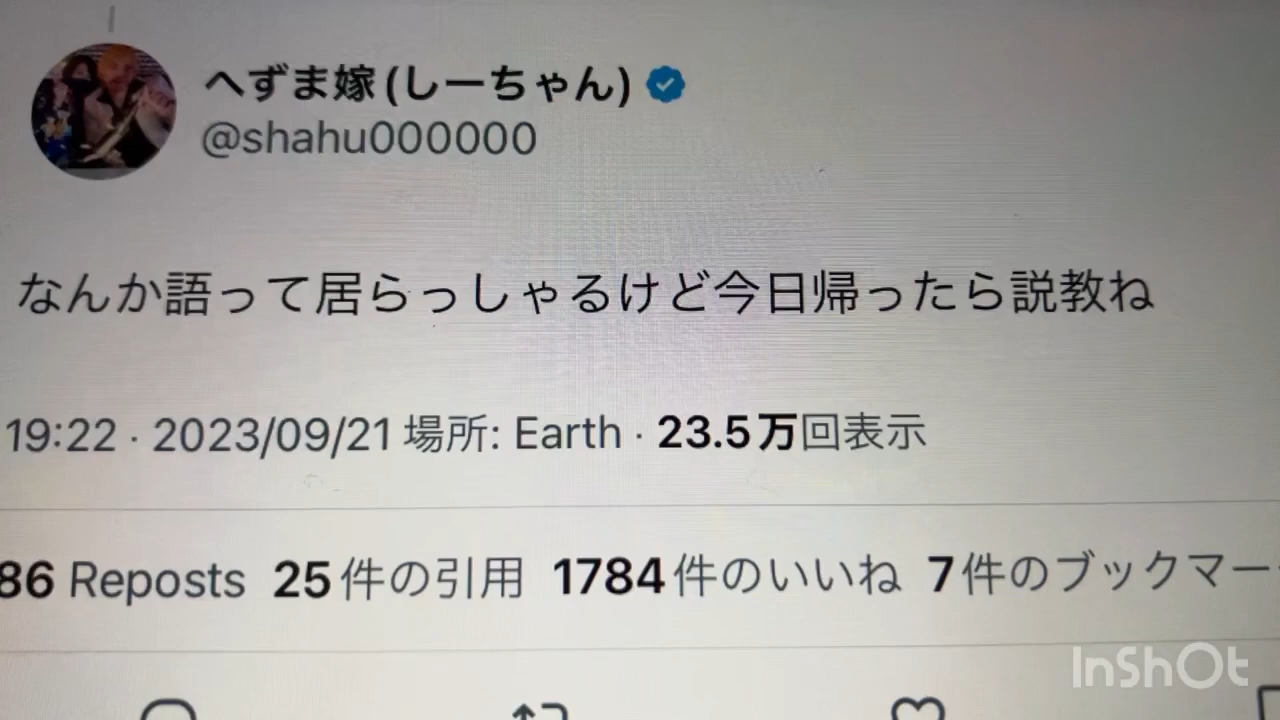 へずま嫁(しーちゃん)
@shahu000000
なんか語って居らっしゃるけど今日帰ったら説教ね
19:22 · 2023/09/21 場所: Earth · 23.5万回表示
86 Reposts 25件の引用 1784件のいいね 7件のブックマー
InShOt